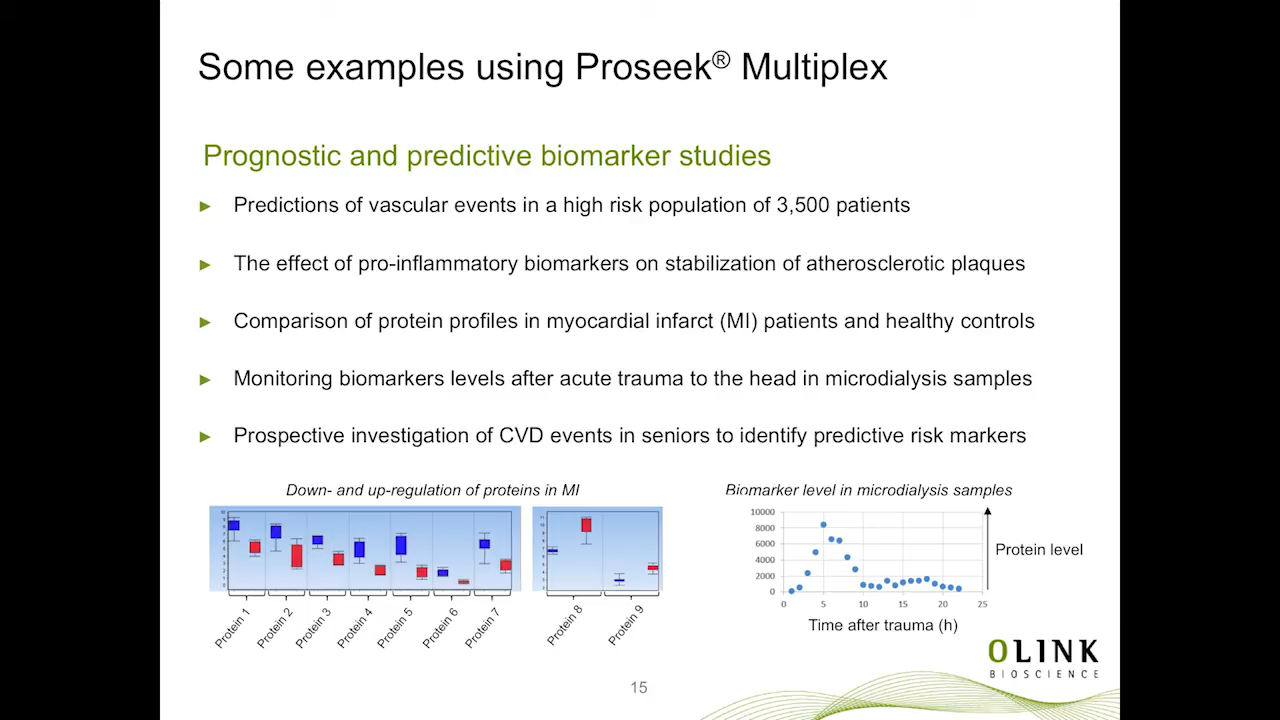 Some examples using Proseek® Multiplex
Prognostic and predictive biomarker studies
► Predictions of vascular events in a high risk population of 3,500 patients
► The effect of pro-inflammatory biomarkers on stabilization of atherosclerotic plaques
► Comparison of protein profiles in myocardial infarct (MI) patients and healthy controls
► Monitoring biomarkers levels after acute trauma to the head in microdialysis samples
► Prospective investigation of CVD events in seniors to identify predictive risk markers
Down- and up-regulation of proteins in MI
Protein 1
Protein 2
Protein 3
Protein 4
Protein 5
Protein 6
Protein 7
Protein 8
Protein 9
Biomarker level in microdialysis samples
10000
8000
6000
4000
2000
0
0 5 10 15 20 25
Protein level
Time after trauma (h)
OLINK
BIOSCIENCE
15